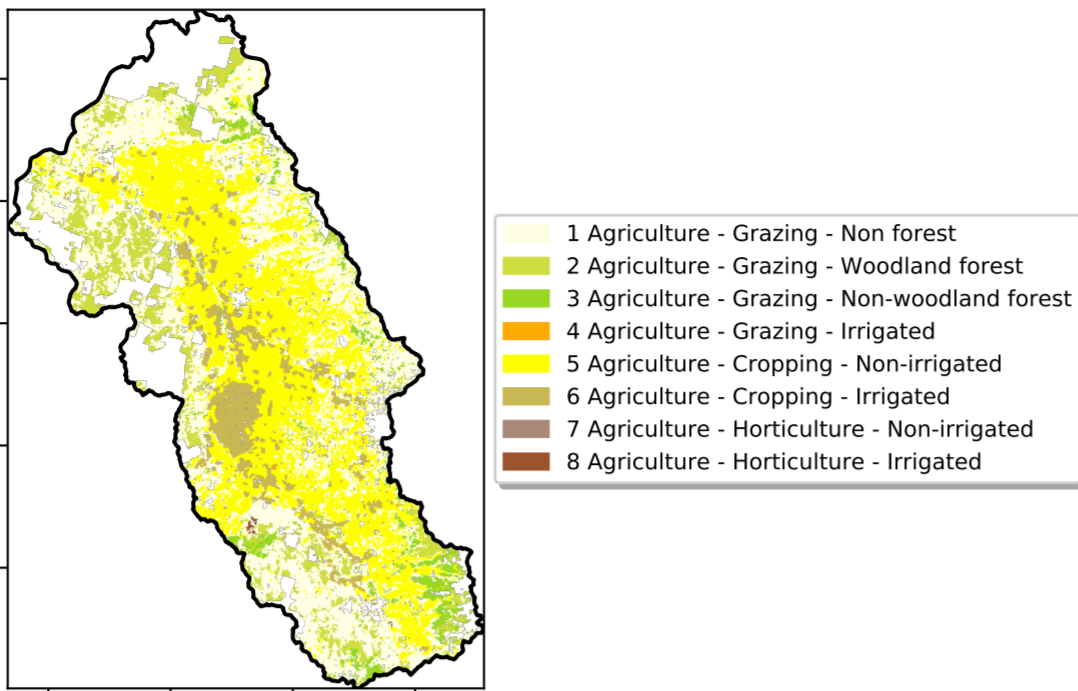 1 Agriculture - Grazing - Non forest
2 Agriculture - Grazing - Woodland forest
3 Agriculture - Grazing - Non-woodland forest
4 Agriculture - Grazing - Irrigated
5 Agriculture - Cropping - Non-irrigated
6 Agriculture - Cropping - Irrigated
7 Agriculture - Horticulture - Non-irrigated
8 Agriculture - Horticulture - Irrigated